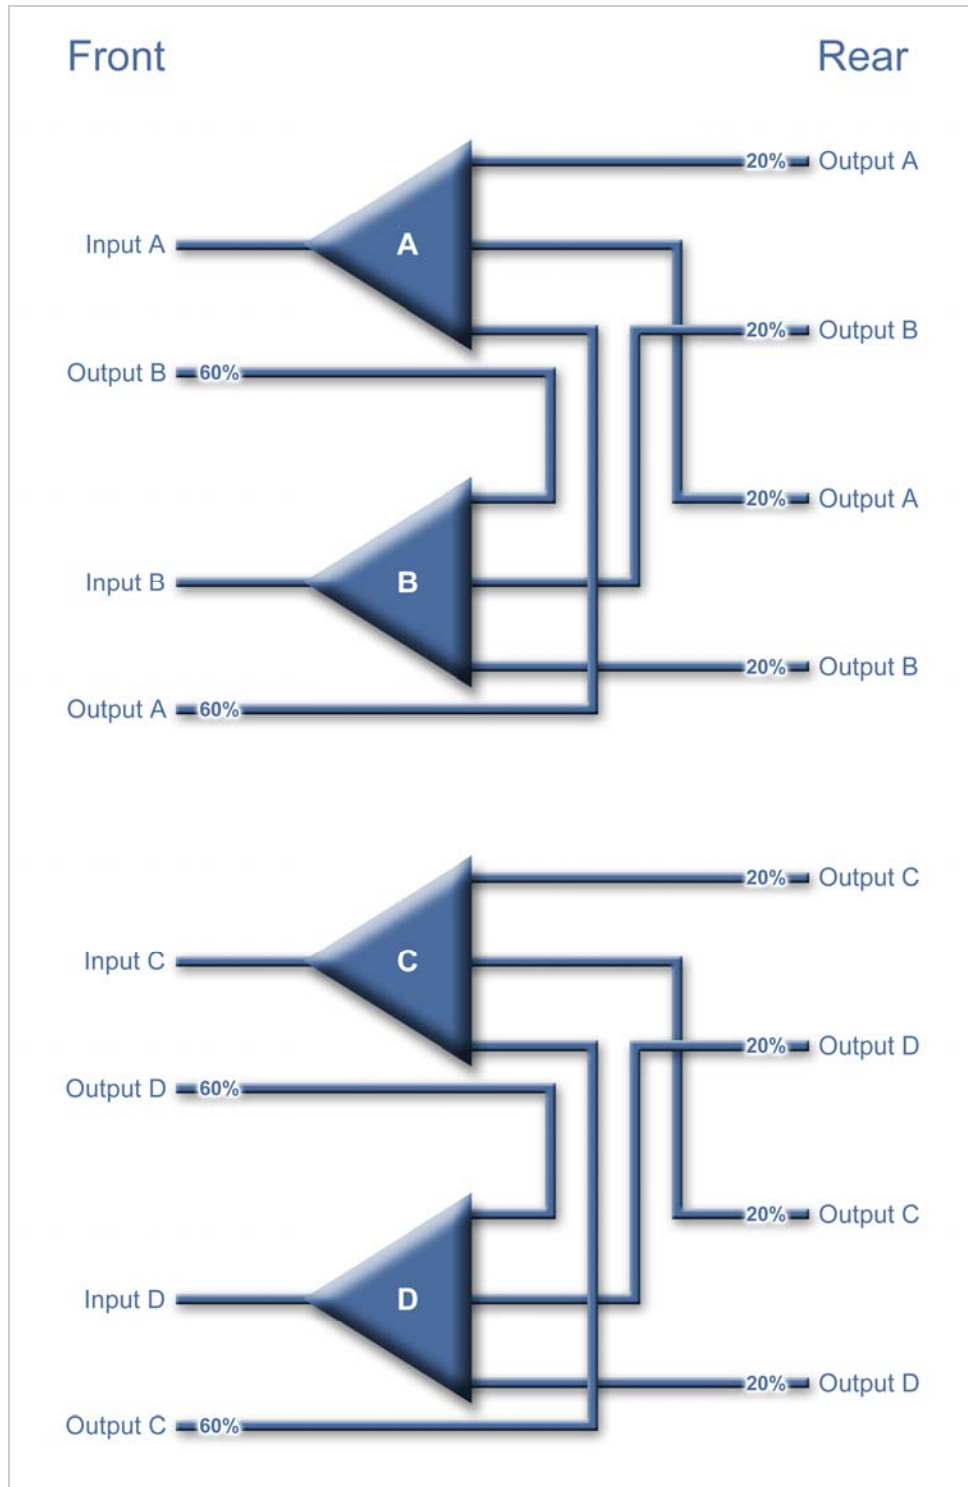 Front Rear
20% Output A
Input A A
20% Output B
Output B 60%
20% Output A
Input B B
20% Output B
Output A 60%
20% Output C
Input C C
20% Output D
Output D 60%
20% Output C
Input D D
20% Output D
Output C 60%